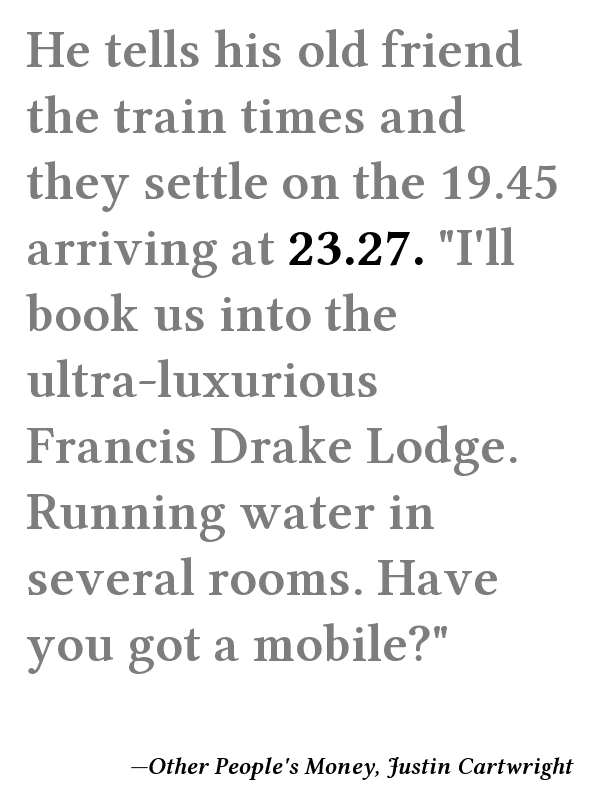 He tells his old friend
the train times and
they settle on the 19.45
arriving at 23.27. "I'll
book us into the
ultra-luxurious
Francis Drake Lodge.
Running water in
several rooms. Have
you got a mobile?"
—Other People's Money, Justin Cartwright